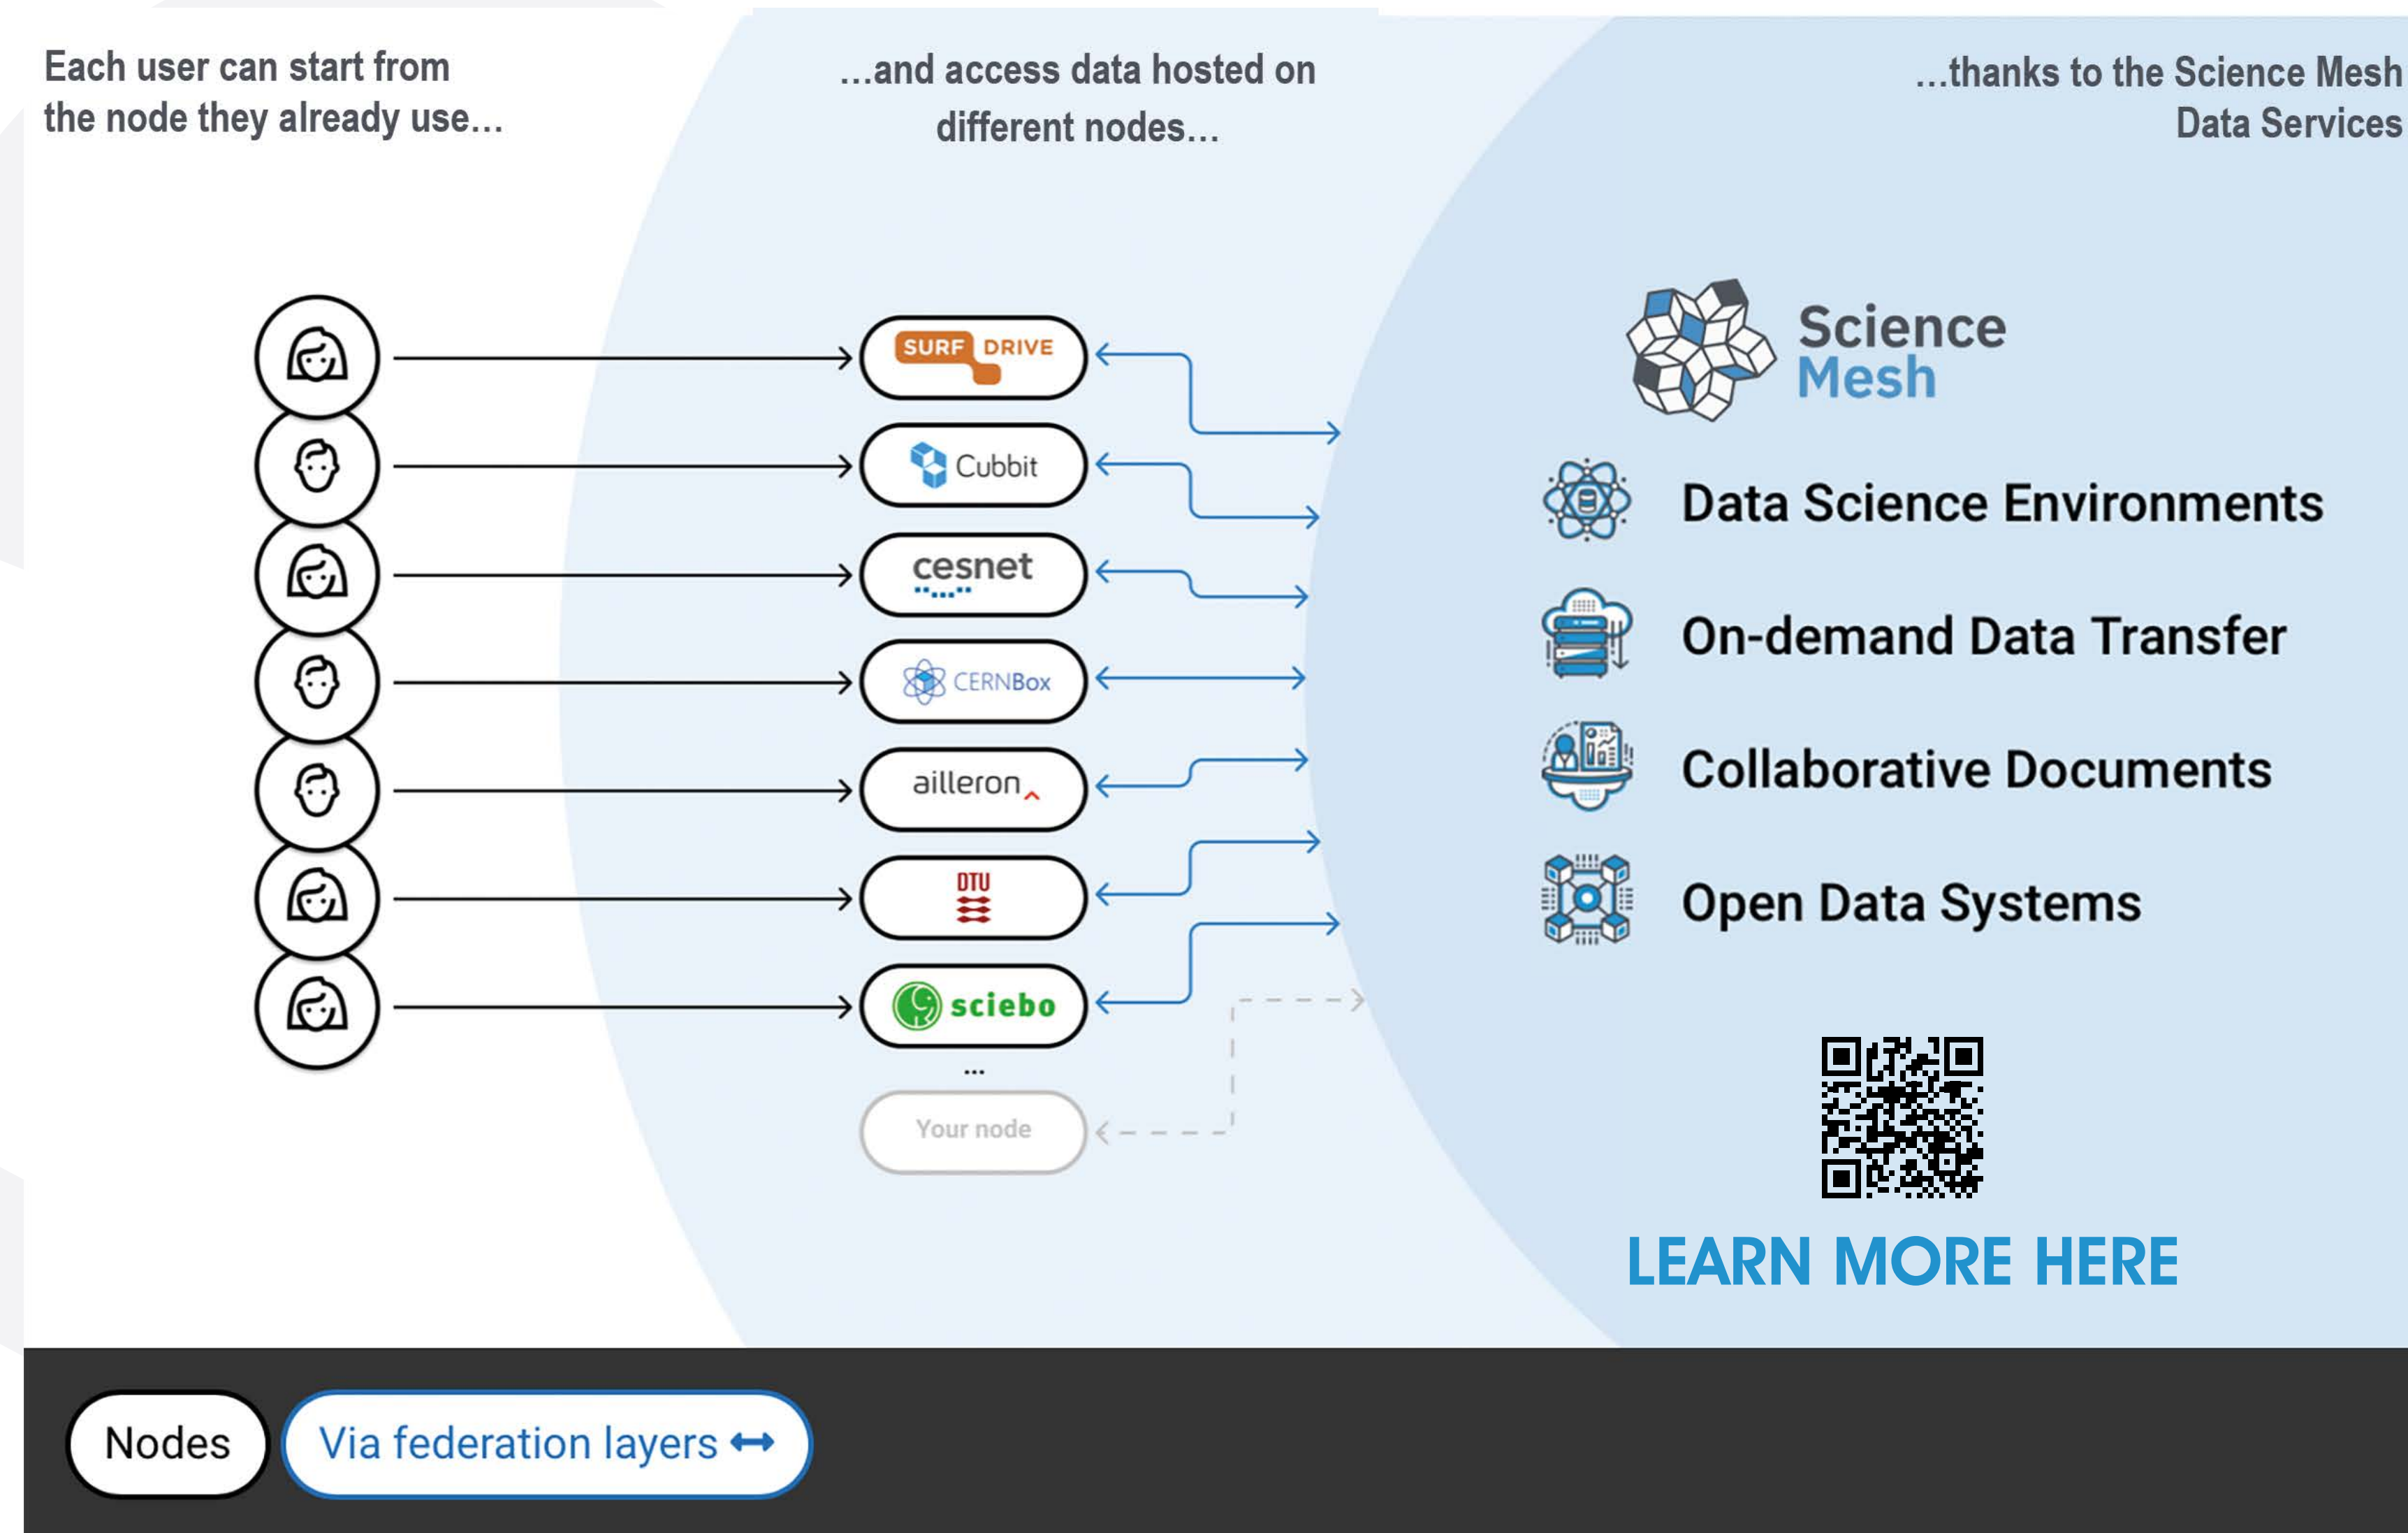 Each user can start from
the node they already use…
…and access data hosted on
different nodes…
…thanks to the Science Mesh
Data Services
SURF DRIVE
Cubbit
cesnet
CERNBox
ailleron
DTU
sciebo
...
Your node
Science
Mesh
Data Science Environments
On-demand Data Transfer
Collaborative Documents
Open Data Systems
LEARN MORE HERE
Nodes
Via federation layers